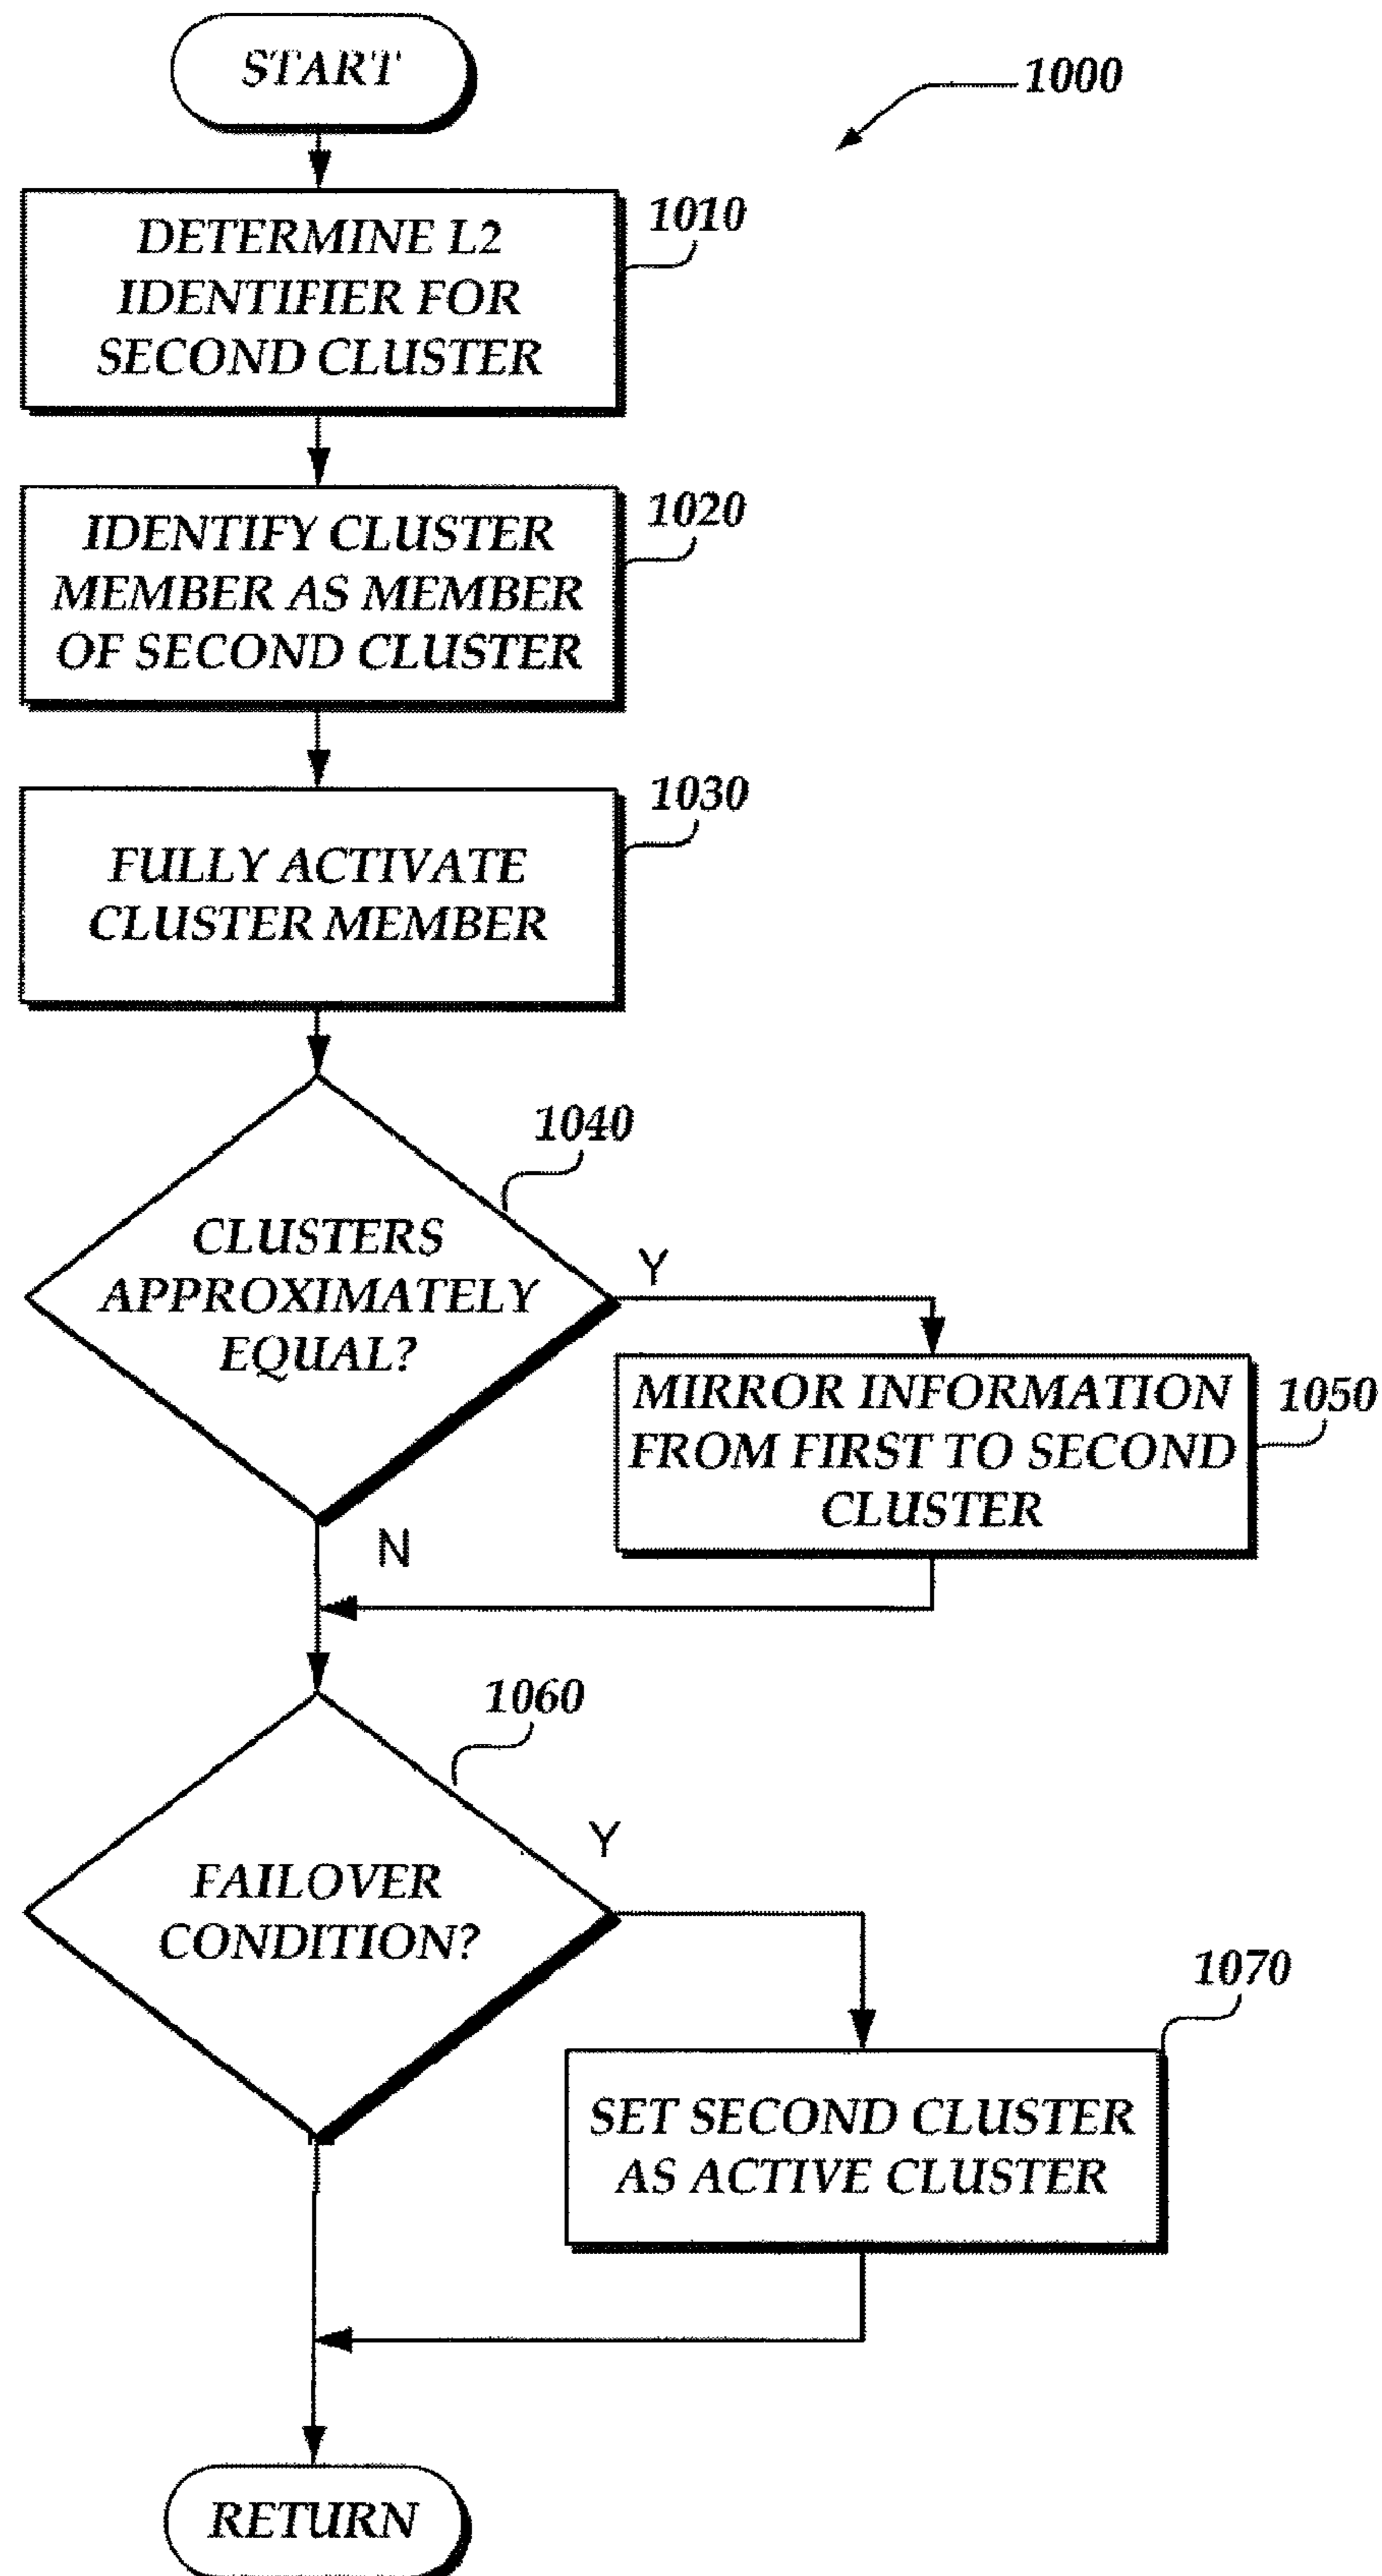 START
1000
1010
DETERMINE L2
IDENTIFIER FOR
SECOND CLUSTER
1020
IDENTIFY CLUSTER
MEMBER AS MEMBER
OF SECOND CLUSTER
1030
FULLY ACTIVATE
CLUSTER MEMBER
1040
CLUSTERS
APPROXIMATELY
EQUAL?
Y
MIRROR INFORMATION
FROM FIRST TO SECOND
CLUSTER
1050
N
1060
FAILOVER
CONDITION?
Y
1070
SET SECOND CLUSTER
AS ACTIVE CLUSTER
RETURN